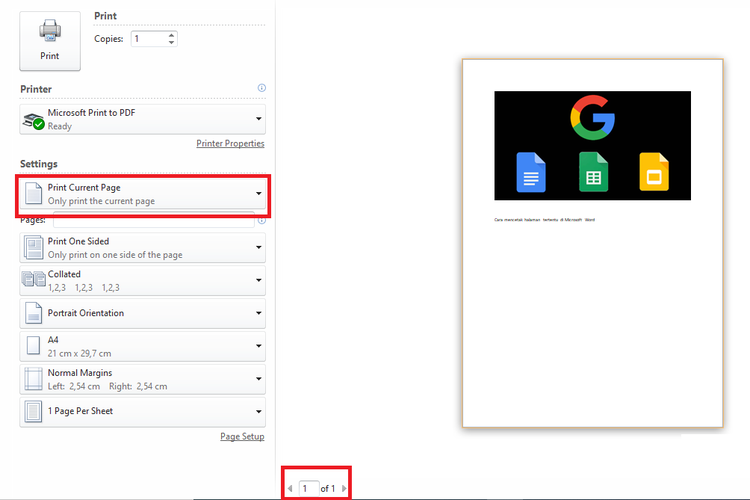 Print
Print
Copies: 1
Printer
Microsoft Print to PDF
Ready
Printer Properties
Settings
Print Current Page
Only print the current page
Pages:
Print One Sided
Only print on one side of the page
Collated
1,2,3 1,2,3 1,2,3
Portrait Orientation
A4
21 cm x 29,7 cm
Normal Margins
Left: 2,54 cm Right: 2,54 cm
1 Page Per Sheet
Page Setup
Cara mencetak halaman tertentu di Microsoft Word
1 of 1